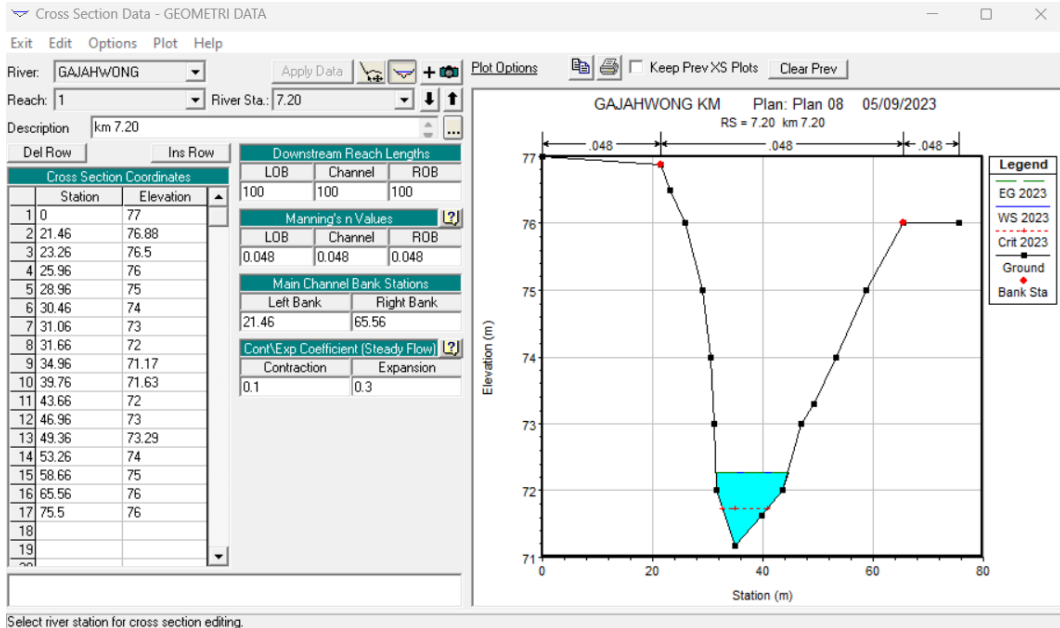 Cross Section Data - GEOMETRI DATA
Exit Edit Options Plot Help
River: GAJAHWONG Apply Data
Reach: 1 River Sta.: 7.20
Description km 7.20 ...
Del Row Ins Row
Cross Section Coordinates
Station Elevation
1 0 77
2 21.46 76.88
3 23.26 76.5
4 25.96 76
5 28.96 75
6 30.46 74
7 31.06 73
8 31.66 72
9 34.96 71.17
10 39.76 71.63
11 43.66 72
12 46.96 73
13 49.36 73.29
14 53.26 74
15 58.66 75
16 65.56 76
17 75.5 76
18
19
Downstream Reach Lengths
LOB Channel ROB
100 100 100
Manning's n Values
LOB Channel ROB
0.048 0.048 0.048
Main Channel Bank Stations
Left Bank Right Bank
21.46 65.56
Cont\Exp Coefficient (Steady Flow)
Contraction Expansion
0.1 0.3
Plot Options Keep Prev XS Plots Clear Prev
GAJAHWONG KM Plan: Plan 08 05/09/2023
RS = 7.20 km 7.20
.048 .048 .048
77
76
75
74
73
72
71
Elevation (m)
0 20 40 60 80
Station (m)
Legend
EG 2023
WS 2023
Crit 2023
Ground
Bank Sta
Select river station for cross section editing.